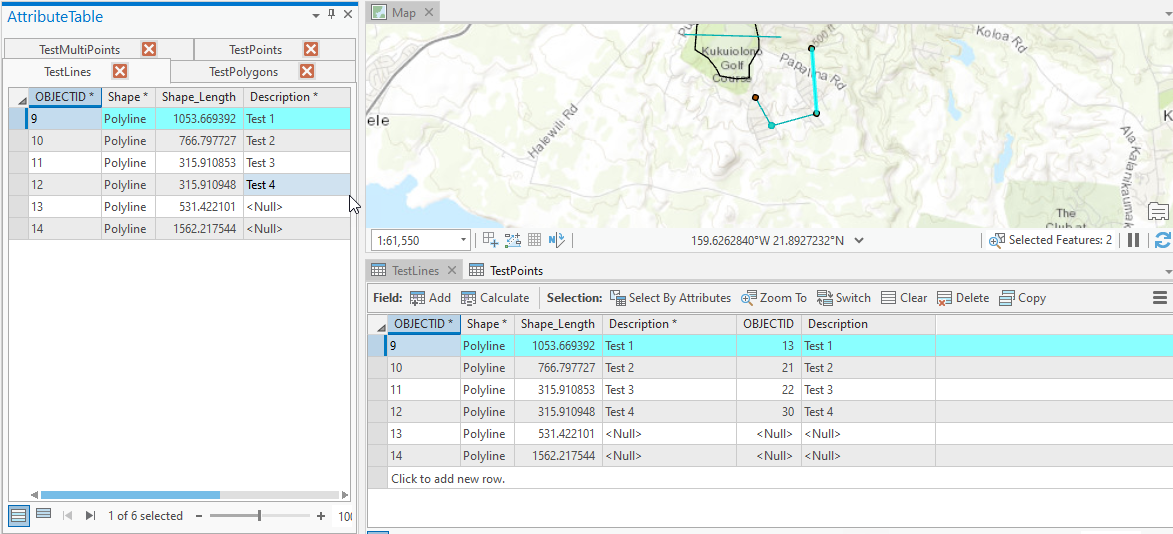 AttributeTable
TestMultiPoints TestPoints
TestLines TestPolygons
OBJECTID * Shape * Shape_Length Description *
9 Polyline 1053.669392 Test 1
10 Polyline 766.797727 Test 2
11 Polyline 315.910853 Test 3
12 Polyline 315.910948 Test 4
13 Polyline 531.422101 <Null>
14 Polyline 1562.217544 <Null>
1 of 6 selected - + 100
Map
500 ft
Koloa Rd
Kukuiolono
Golf
Course
Papalina Rd
Halewili Rd
ele
Ala Kalanikaumaka
K
The
Club at
1:61,550 159.6262840°W 21.8927232°N Selected Features: 2
TestLines TestPoints
Field: Add Calculate Selection: Select By Attributes Zoom To Switch Clear Delete Copy
OBJECTID * Shape * Shape_Length Description * OBJECTID Description
9 Polyline 1053.669392 Test 1 13 Test 1
10 Polyline 766.797727 Test 2 21 Test 2
11 Polyline 315.910853 Test 3 22 Test 3
12 Polyline 315.910948 Test 4 30 Test 4
13 Polyline 531.422101 <Null> <Null> <Null>
14 Polyline 1562.217544 <Null> <Null> <Null>
Click to add new row.